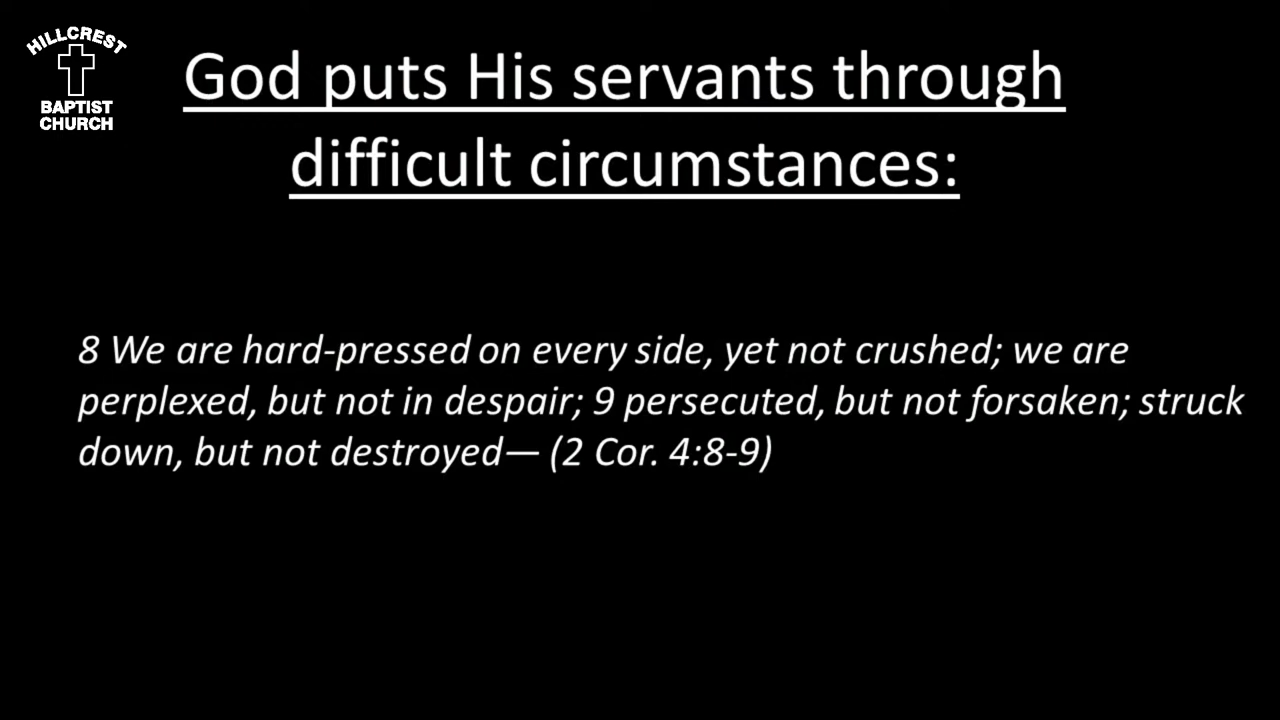 HILLCREST
BAPTIST
CHURCH
God puts His servants through
difficult circumstances:
8 We are hard-pressed on every side, yet not crushed; we are
perplexed, but not in despair; 9 persecuted, but not forsaken; struck
down, but not destroyed— (2 Cor. 4:8-9)